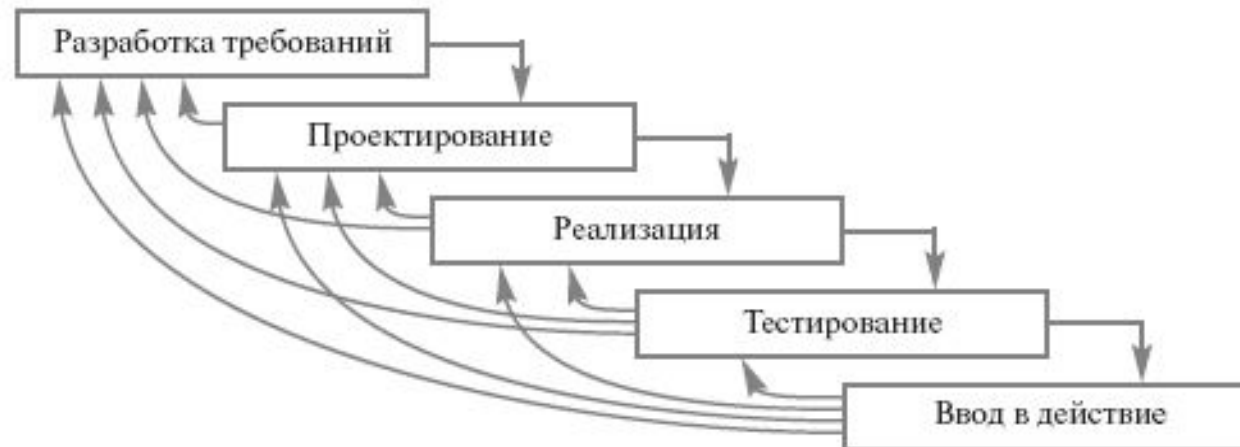 Разработка требований
Проектирование
Реализация
Тестирование
Ввод в действие